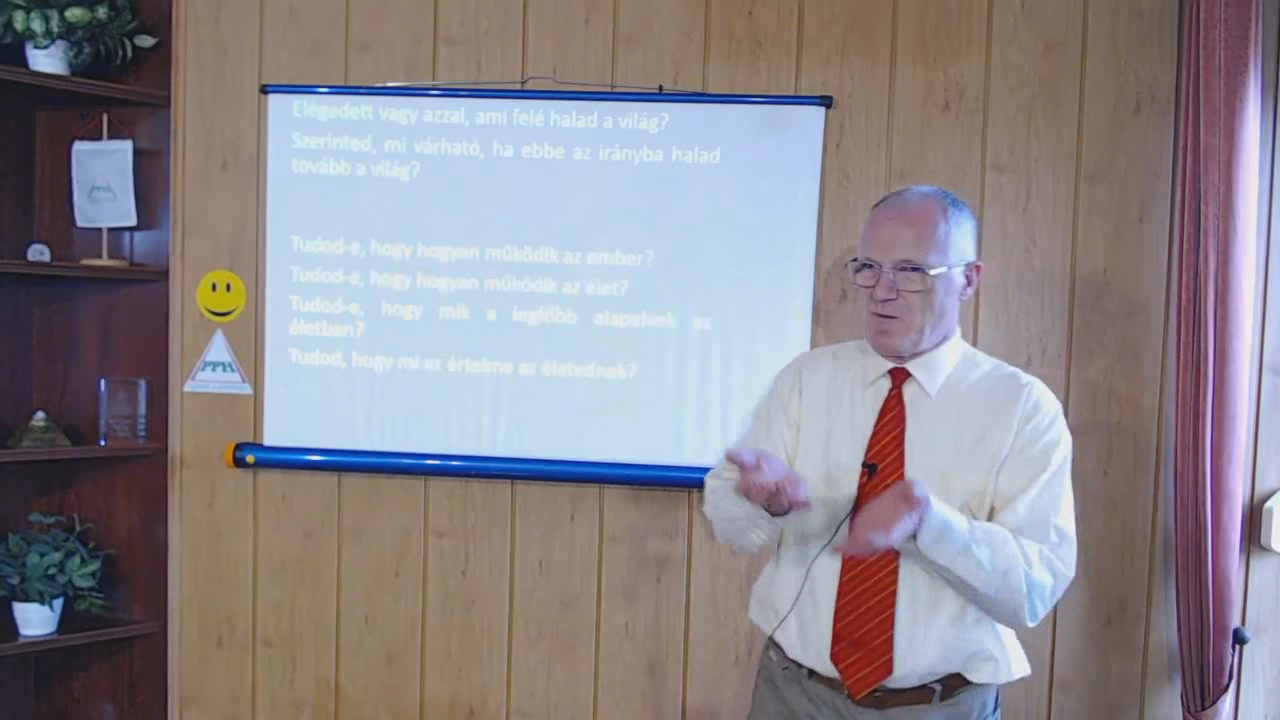 Elégedett vagy azzal, ami felé halad a világ?
Szerinted, mi várható, ha ebbe az irányba halad
tovább a világ?
Tudod-e, hogy hogyan működik az ember?
Tudod-e, hogy hogyan működik az élet?
Tudod-e, hogy mik a legfőbb alapelvek az
életben?
Tudod, hogy mi az értelme az életednek?
PPH